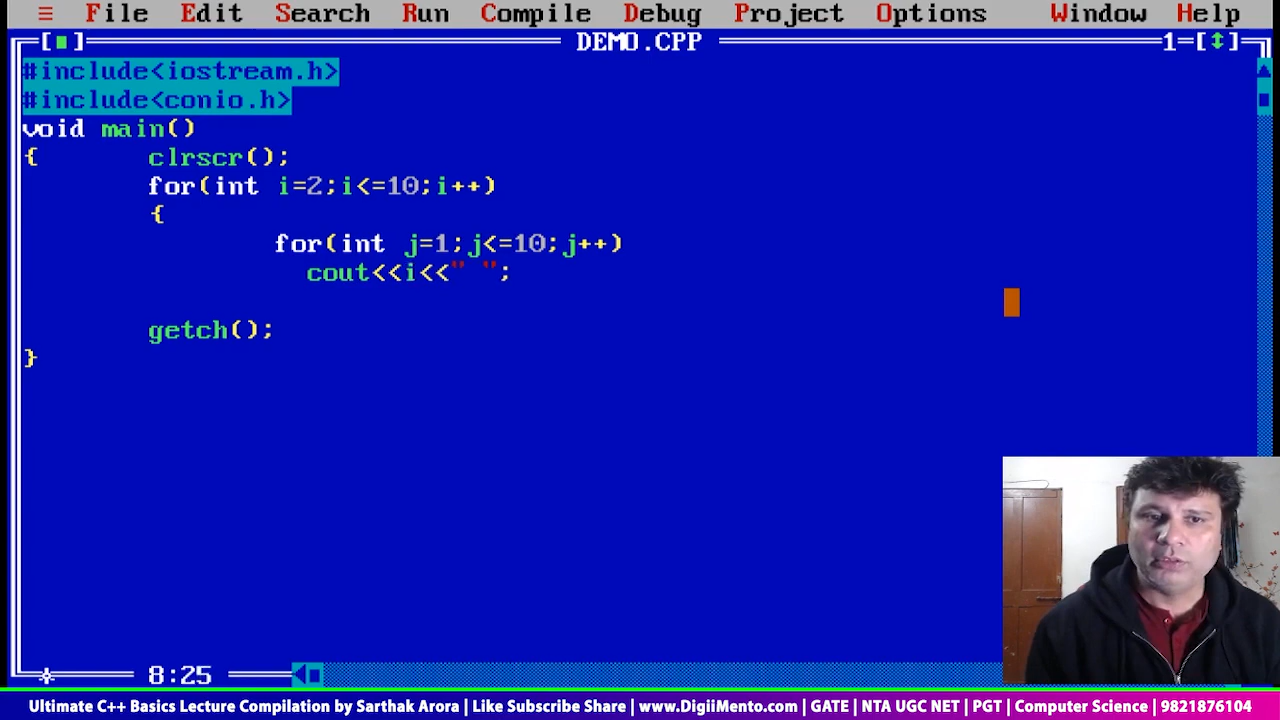 ≡ File Edit Search Run Compile Debug Project Options Window Help
[■] DEMO.CPP 1=[↕]
#include<iostream.h>
#include<conio.h>
void main()
{ clrscr();
for(int i=2;i<=10;i++)
{
for(int j=1;j<=10;j++)
cout<<i<<" ";
getch();
}
8:25
Ultimate C++ Basics Lecture Compilation by Sarthak Arora | Like Subscribe Share | www.DigiiMento.com | GATE | NTA UGC NET | PGT | Computer Science | 9821876104